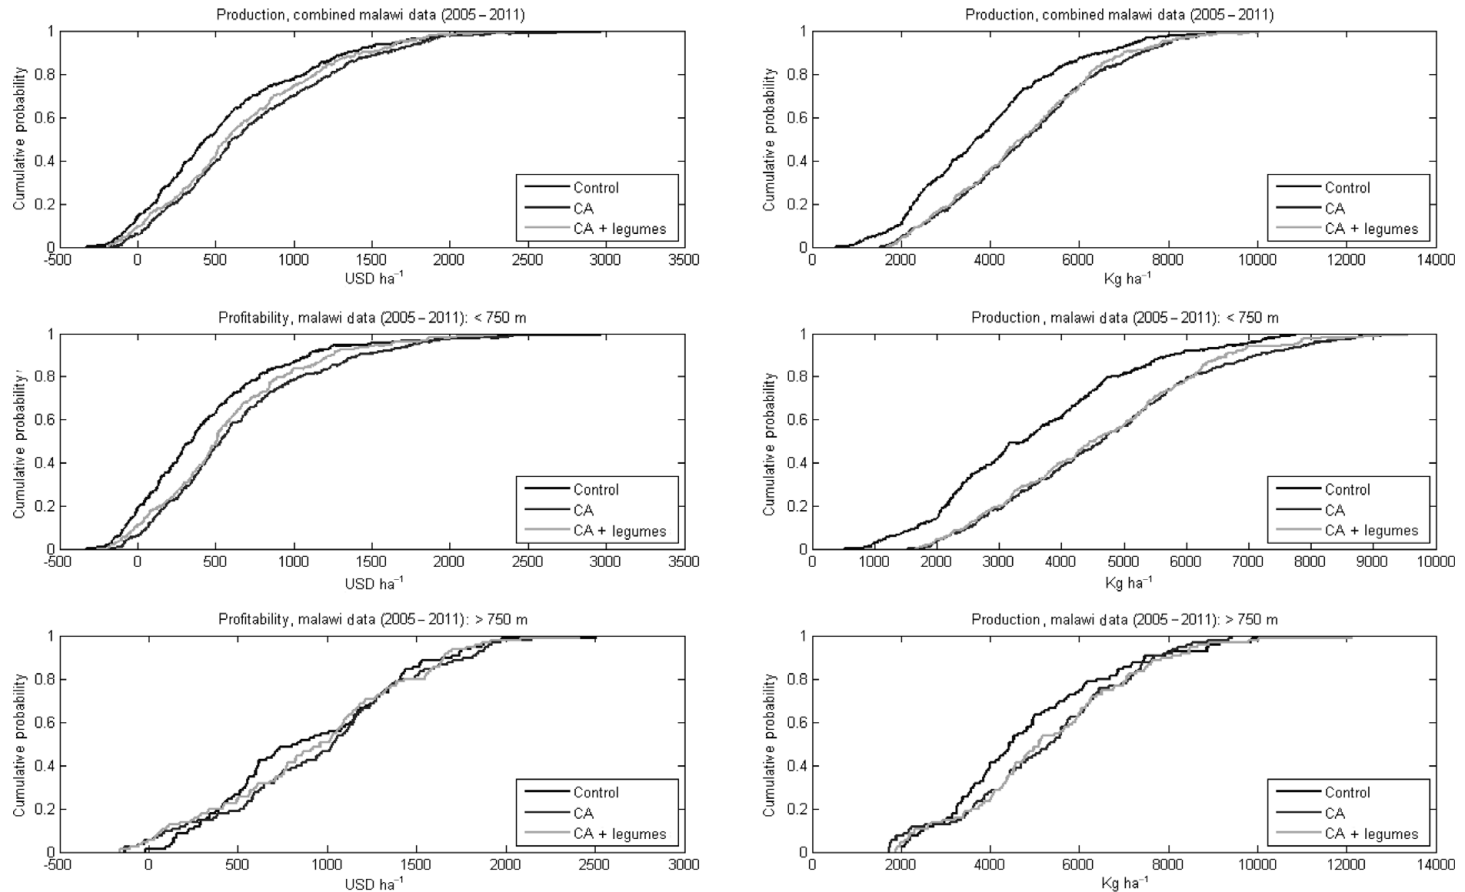 Production, combined malawi data (2005–2011)
Cumulative probability
1
0.8
0.6
0.4
0.2
0
Control
CA
CA + legumes
-500 0 500 1000 1500 2000 2500 3000 3500
USD ha⁻¹
Production, combined malawi data (2005–2011)
Cumulative probability
1
0.8
0.6
0.4
0.2
0
Control
CA
CA + legumes
0 2000 4000 6000 8000 10000 12000 14000
Kg ha⁻¹
Profitability, malawi data (2005–2011): < 750 m
Cumulative probability
1
0.8
0.6
0.4
0.2
0
Control
CA
CA + legumes
-500 0 500 1000 1500 2000 2500 3000 3500
USD ha⁻¹
Production, malawi data (2005–2011): < 750 m
Cumulative probability
1
0.8
0.6
0.4
0.2
0
Control
CA
CA + legumes
0 1000 2000 3000 4000 5000 6000 7000 8000 9000 10000
Kg ha⁻¹
Profitability, malawi data (2005–2011): > 750 m
Cumulative probability
1
0.8
0.6
0.4
0.2
0
Control
CA
CA + legumes
-500 0 500 1000 1500 2000 2500 3000
USD ha⁻¹
Production, malawi data (2005–2011): > 750 m
Cumulative probability
1
0.8
0.6
0.4
0.2
0
Control
CA
CA + legumes
0 2000 4000 6000 8000 10000 12000 14000
Kg ha⁻¹